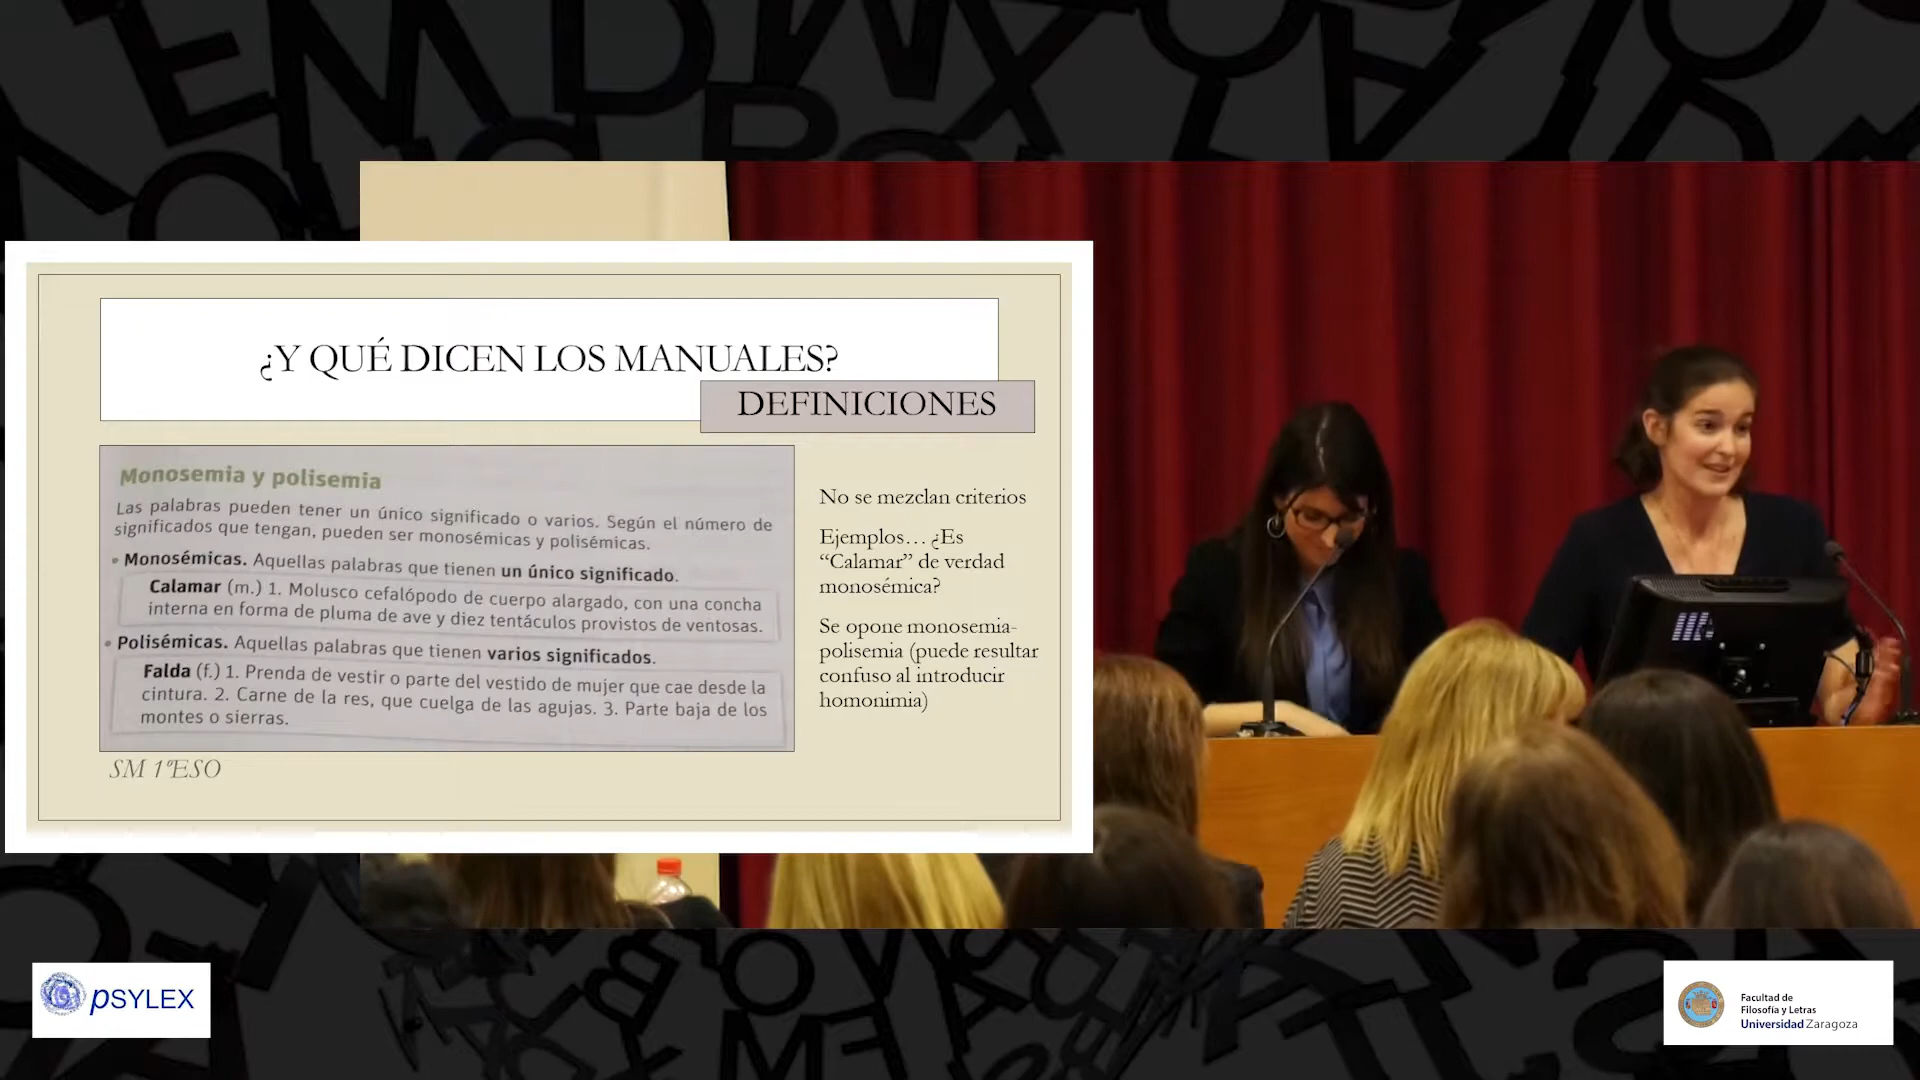 ¿Y QUÉ DICEN LOS MANUALES?
DEFINICIONES
Monosemia y polisemia
Las palabras pueden tener un único significado o varios. Según el número de
significados que tengan, pueden ser monosémicas y polisémicas.
• Monosémicas. Aquellas palabras que tienen un único significado.
Calamar (m.) 1. Molusco cefalópodo de cuerpo alargado, con una concha
interna en forma de pluma de ave y diez tentáculos provistos de ventosas.
• Polisémicas. Aquellas palabras que tienen varios significados.
Falda (f.) 1. Prenda de vestir o parte del vestido de mujer que cae desde la
cintura. 2. Carne de la res, que cuelga de las agujas. 3. Parte baja de los
montes o sierras.
SM 1ºESO
No se mezclan criterios
Ejemplos… ¿Es
“Calamar” de verdad
monosémica?
Se opone monosemia-
polisemia (puede resultar
confuso al introducir
homonimia)
PSYLEX
Facultad de
Filosofía y Letras
Universidad Zaragoza